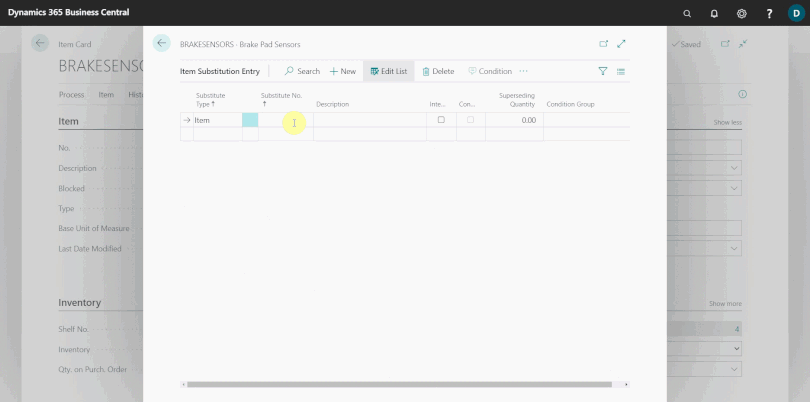 Dynamics 365 Business Central
?
D
Item Card
BRAKESENSORS - Brake Pad Sensors
Saved
BRAKESENSO
Item Substitution Entry
Search
New
Edit List
Delete
Condition
...
Process
Item
Histo
Substitute Type ↑
Substitute No. ↑
Description
Inte...
Con...
Superseding Quantity
Condition Group
Item
Show less
→ Item
0.00
No.
Description
Blocked
Type
Base Unit of Measure
Last Date Modified
Inventory
Show more
Shelf No.
4
Inventory
Qty. on Purch. Order